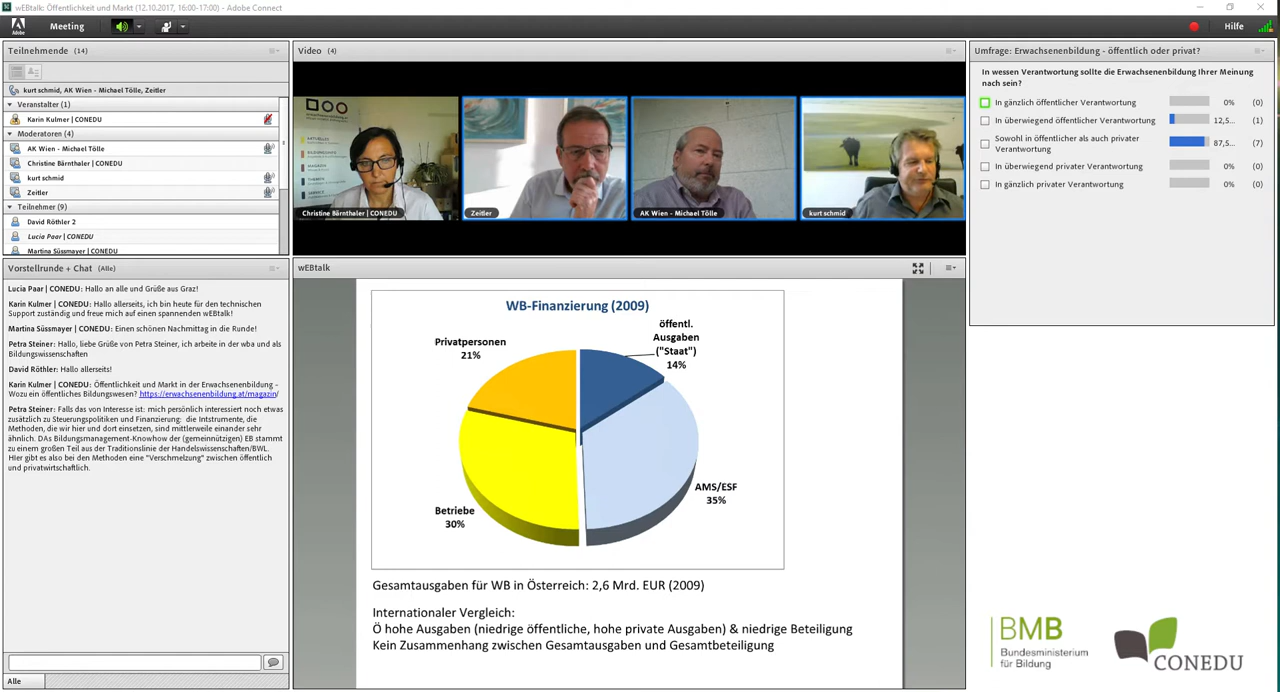 wEBtalk: Öffentlichkeit und Markt (12.10.2017, 16:00-17:00) - Adobe Connect
Adobe
Meeting
Hilfe
Teilnehmende (14)
kurt schmid, AK Wien - Michael Tölle, Zeitler
Veranstalter (1)
Karin Kulmer | CONEDU
Moderatoren (4)
AK Wien - Michael Tölle
Christine Bärnthaler | CONEDU
kurt schmid
Zeitler
Teilnehmer (9)
David Röthler 2
Lucia Paar | CONEDU
Martina Süssmayer | CONEDU
Vorstellrunde + Chat (Alle)
Lucia Paar | CONEDU: Hallo an alle und Grüße aus Graz!
Karin Kulmer | CONEDU: Hallo allerseits, ich bin heute für den technischen
Support zuständig und freue mich auf einen spannenden wEBtalk!
Martina Süssmayer | CONEDU: Einen schönen Nachmittag in die Runde!
Petra Steiner: Hallo, liebe Grüße von Petra Steiner, ich arbeite in der wba und als
Bildungswissenschaften
David Röthler: Hallo allerseits!
Karin Kulmer | CONEDU: Öffentlichkeit und Markt in der Erwachsenenbildung -
Wozu ein öffentliches Bildungswesen? https://erwachsenenbildung.at/magazin/
Petra Steiner: Falls das von Interesse ist: mich persönlich interessiert noch etwas
zusätzlich zu Steuerungspolitiken und Finanzierung: die Intstrumente, die
Methoden, die wir hier und dort einsetzen, sind mittlerweile einander sehr
ähnlich. DAs Bildungsmanagement-Knowhow der (gemeinnützigen) EB stammt
zu einem großen Teil aus der Traditionslinie der Handelswissenschaften/BWL.
HIer gibt es also bei den Methoden eine "Verschmelzung" zwischen öffentlich
und privatwirtschaftlich.
Alle
Video (4)
Christine Bärnthaler | CONEDU
Zeitler
AK Wien - Michael Tölle
kurt schmid
wEBtalk
WB-Finanzierung (2009)
öffentl.
Ausgaben
("Staat")
14%
Privatpersonen
21%
AMS/ESF
35%
Betriebe
30%
Gesamtausgaben für WB in Österreich: 2,6 Mrd. EUR (2009)
Internationaler Vergleich:
Ö hohe Ausgaben (niedrige öffentliche, hohe private Ausgaben) & niedrige Beteiligung
Kein Zusammenhang zwischen Gesamtausgaben und Gesamtbeteiligung
Umfrage: Erwachsenenbildung - öffentlich oder privat?
In wessen Verantwortung sollte die Erwachsenenbildung Ihrer Meinung
nach sein?
In gänzlich öffentlicher Verantwortung 0% (0)
In überwiegend öffentlicher Verantwortung 12,5... (1)
Sowohl in öffentlicher als auch privater
Verantwortung 87,5... (7)
In überwiegend privater Verantwortung 0% (0)
In gänzlich privater Verantwortung 0% (0)
BMB
Bundesministerium
für Bildung
CONEDU